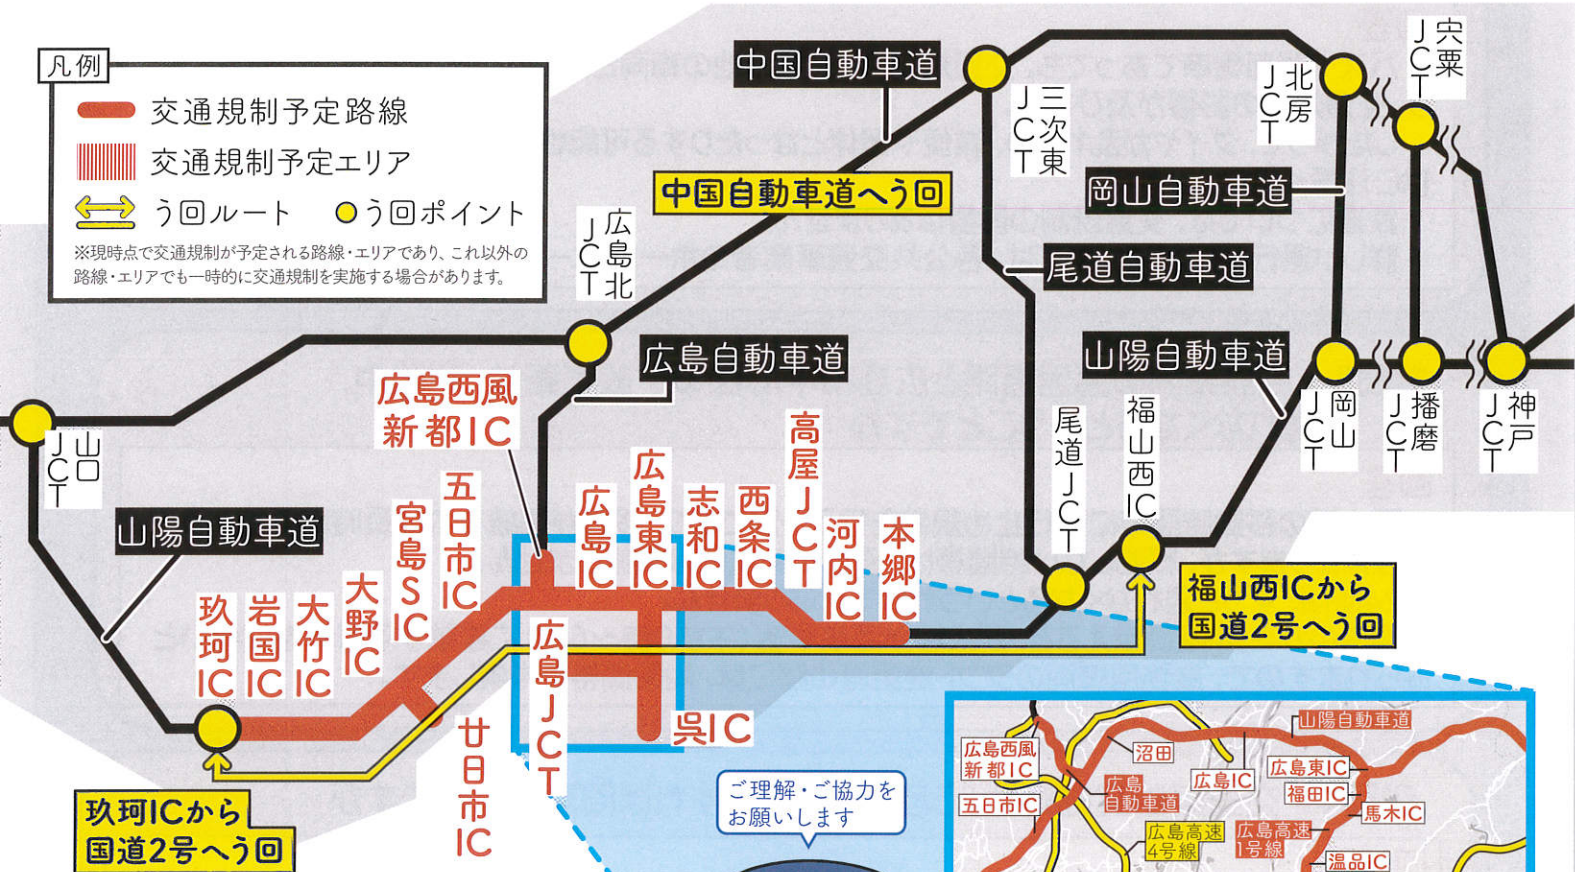 凡例
交通規制予定路線
交通規制予定エリア
う回ルート
う回ポイント
※現時点で交通規制が予定される路線・エリアであり、これ以外の
路線・エリアでも一時的に交通規制を実施する場合があります。
中国自動車道
中国自動車道へう回
三次東JCT
北房JCT
宍粟JCT
岡山自動車道
尾道自動車道
広島北JCT
広島自動車道
山陽自動車道
岡山JCT
播磨JCT
神戸JCT
山口JCT
山陽自動車道
広島西風
新都IC
尾道JCT
福山西IC
玖珂IC
岩国IC
大竹IC
大野IC
宮島SIC
五日市IC
広島IC
広島東IC
志和IC
西条IC
高屋JCT
河内IC
本郷IC
廿日市IC
広島JCT
呉IC
福山西ICから
国道2号へう回
玖珂ICから
国道2号へう回
ご理解・ご協力を
お願いします
山陽自動車道
広島西風
新都IC
沼田
広島IC
広島東IC
広島
自動車道
五日市IC
福田IC
馬木IC
広島高速
4号線
広島高速
1号線
温品IC